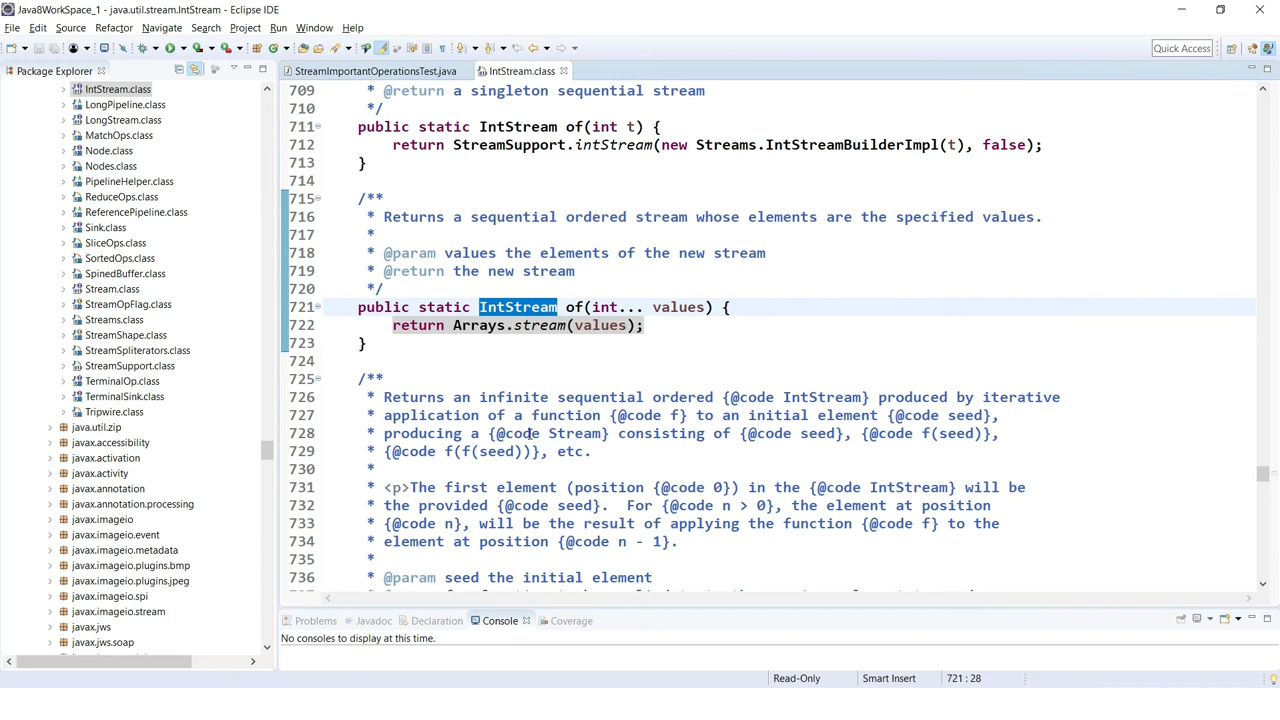 Java8WorkSpace_1 - java.util.stream.IntStream - Eclipse IDE
File Edit Source Refactor Navigate Search Project Run Window Help
Quick Access
Package Explorer
StreamImportantOperationsTest.java IntStream.class
IntStream.class
LongPipeline.class
LongStream.class
MatchOps.class
Node.class
Nodes.class
PipelineHelper.class
ReduceOps.class
ReferencePipeline.class
Sink.class
SliceOps.class
SortedOps.class
SpinedBuffer.class
Stream.class
StreamOpFlag.class
Streams.class
StreamShape.class
StreamSpliterators.class
StreamSupport.class
TerminalOp.class
TerminalSink.class
Tripwire.class
java.util.zip
javax.accessibility
javax.activation
javax.activity
javax.annotation
javax.annotation.processing
javax.imageio
javax.imageio.event
javax.imageio.metadata
javax.imageio.plugins.bmp
javax.imageio.plugins.jpeg
javax.imageio.spi
javax.imageio.stream
javax.jws
javax.jws.soap
709 * @return a singleton sequential stream
710 */
711 public static IntStream of(int t) {
712 return StreamSupport.intStream(new Streams.IntStreamBuilderImpl(t), false);
713 }
714
715 /**
716 * Returns a sequential ordered stream whose elements are the specified values.
717 *
718 * @param values the elements of the new stream
719 * @return the new stream
720 */
721 public static IntStream of(int... values) {
722 return Arrays.stream(values);
723 }
724
725 /**
726 * Returns an infinite sequential ordered {@code IntStream} produced by iterative
727 * application of a function {@code f} to an initial element {@code seed},
728 * producing a {@code Stream} consisting of {@code seed}, {@code f(seed)},
729 * {@code f(f(seed))}, etc.
730 *
731 * <p>The first element (position {@code 0}) in the {@code IntStream} will be
732 * the provided {@code seed}. For {@code n > 0}, the element at position
733 * {@code n}, will be the result of applying the function {@code f} to the
734 * element at position {@code n - 1}.
735 *
736 * @param seed the initial element
Problems Javadoc Declaration Console Coverage
No consoles to display at this time.
Read-Only Smart Insert 721 : 28